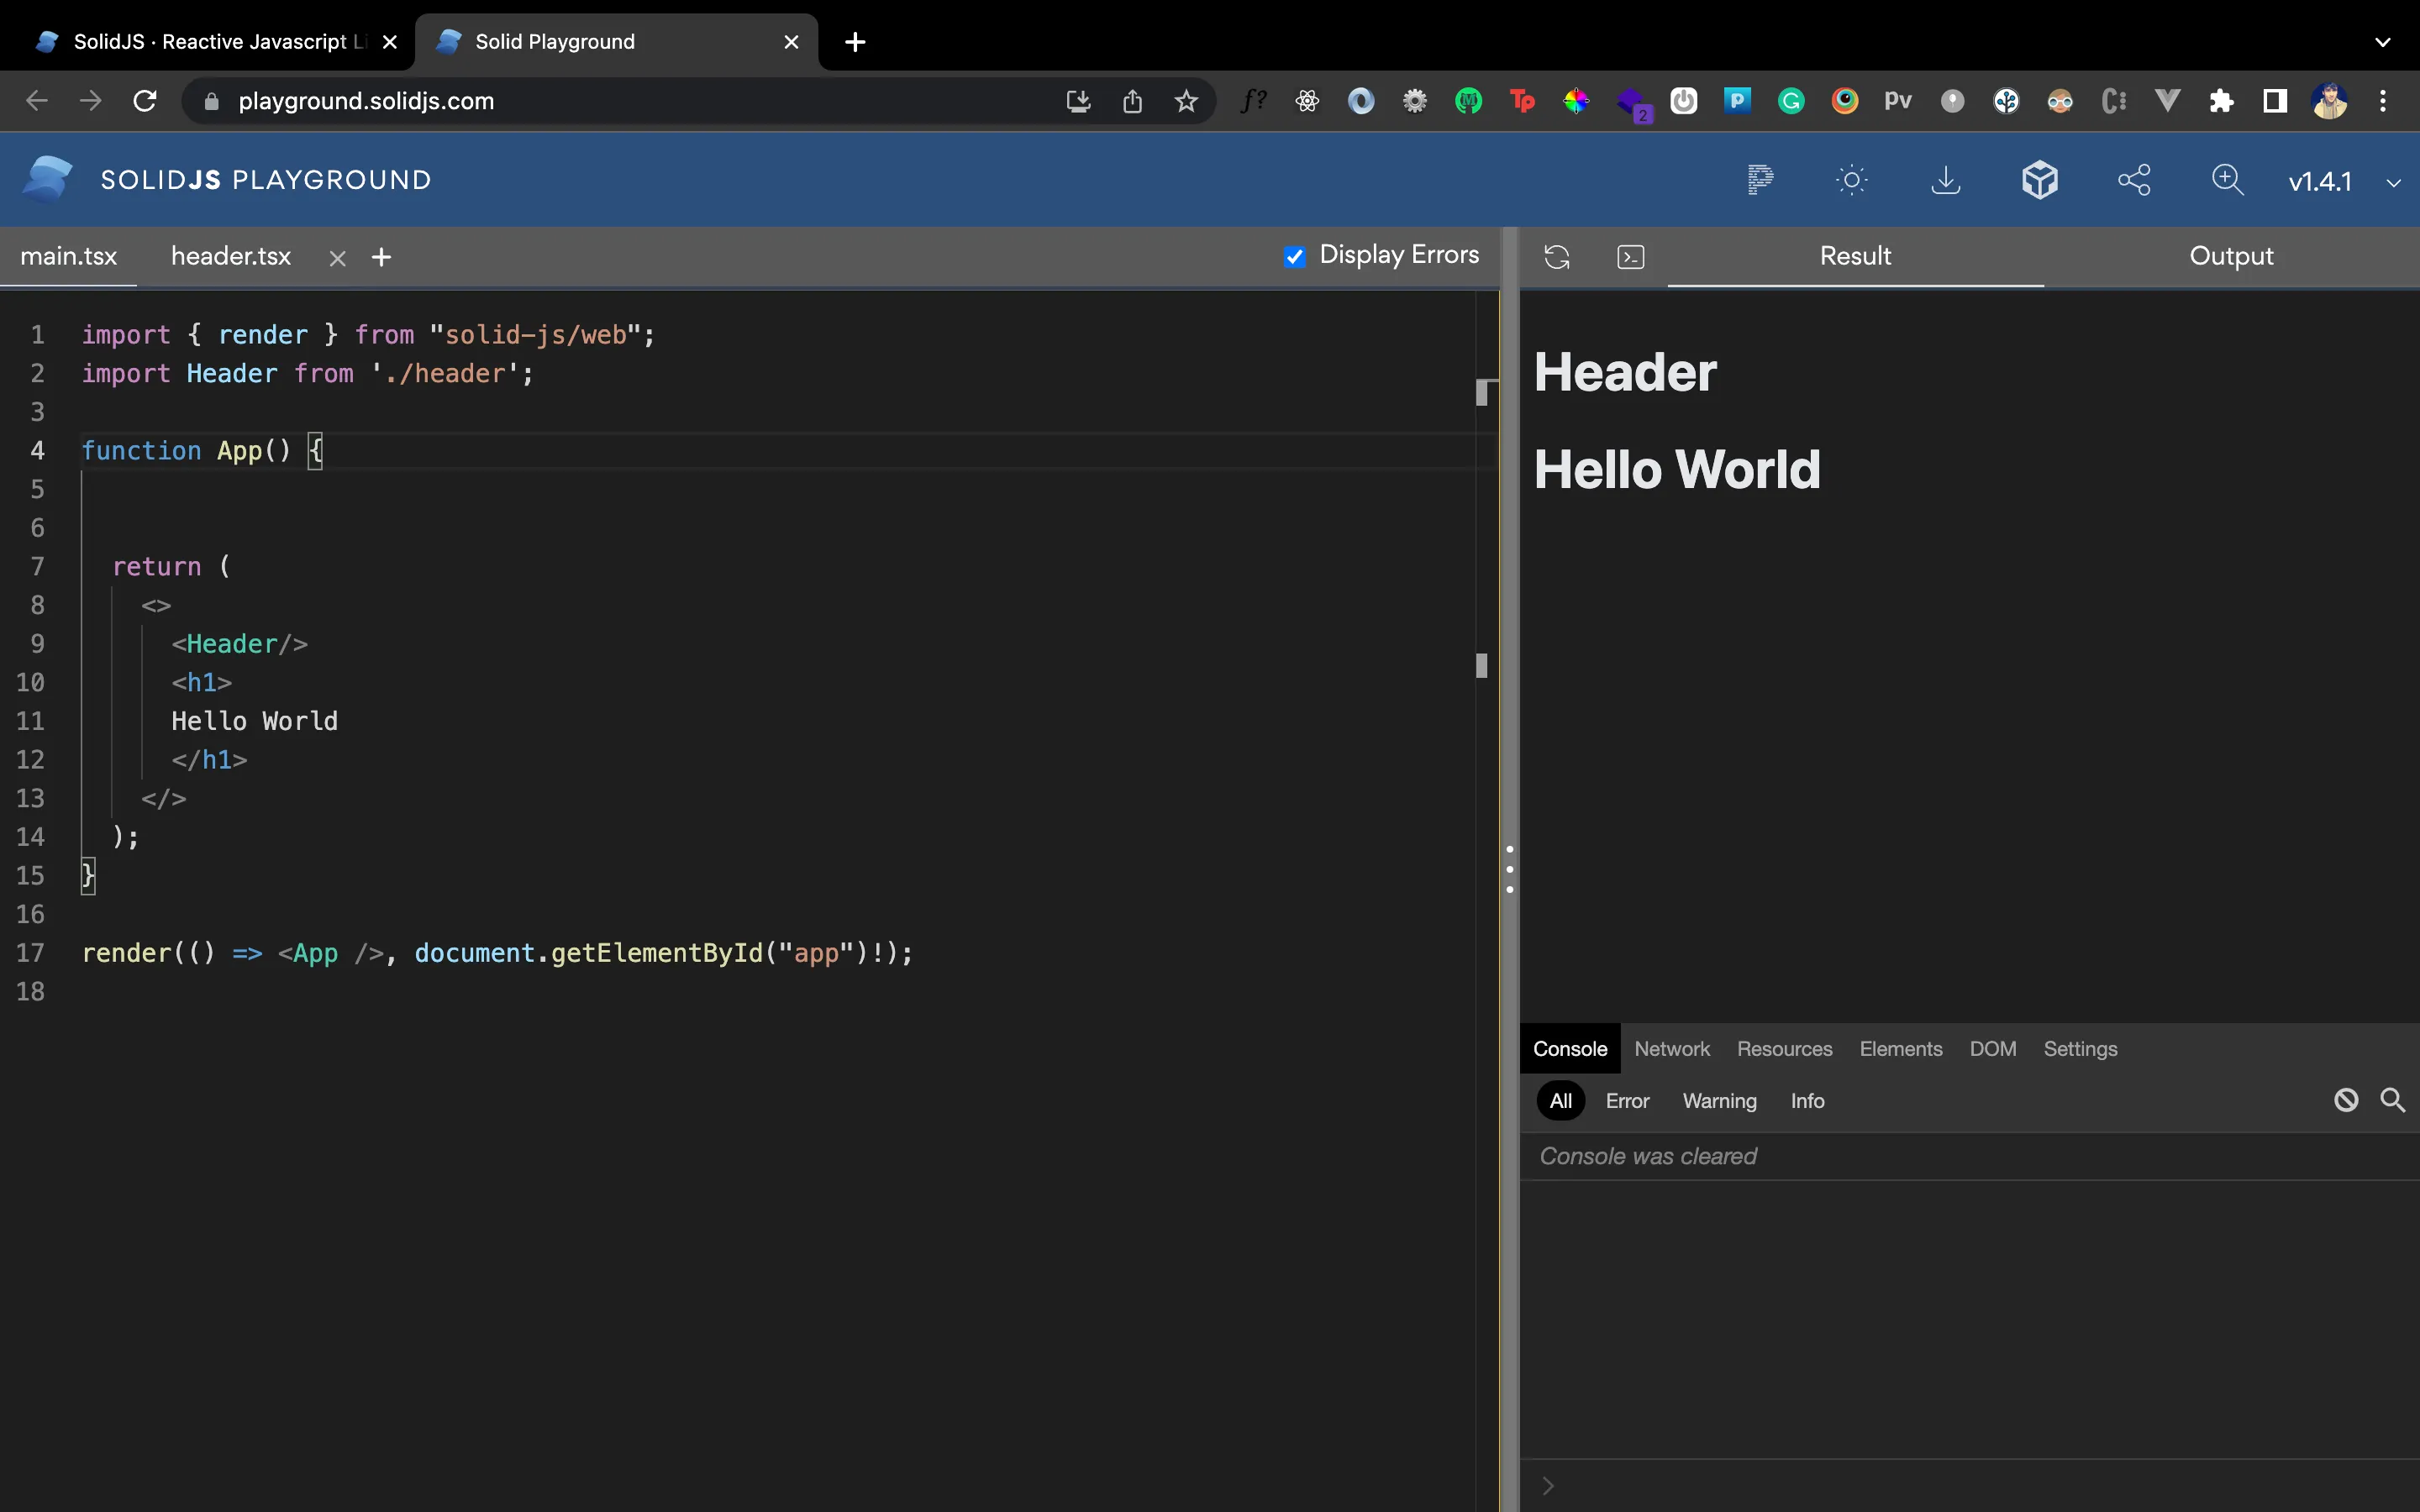 SolidJS · Reactive Javascript Li
Solid Playground
playground.solidjs.com
f?
Tp
2
P
G
pv
C:
SOLIDJS PLAYGROUND
v1.4.1
main.tsx
header.tsx
Display Errors
Result
Output
1 import { render } from "solid-js/web";
2 import Header from './header';
3
4 function App() {
5
6
7 return (
8 <>
9 <Header/>
10 <h1>
11 Hello World
12 </h1>
13 </>
14 );
15 }
16
17 render(() => <App />, document.getElementById("app")!);
18
Header
Hello World
Console Network Resources Elements DOM Settings
All Error Warning Info
Console was cleared